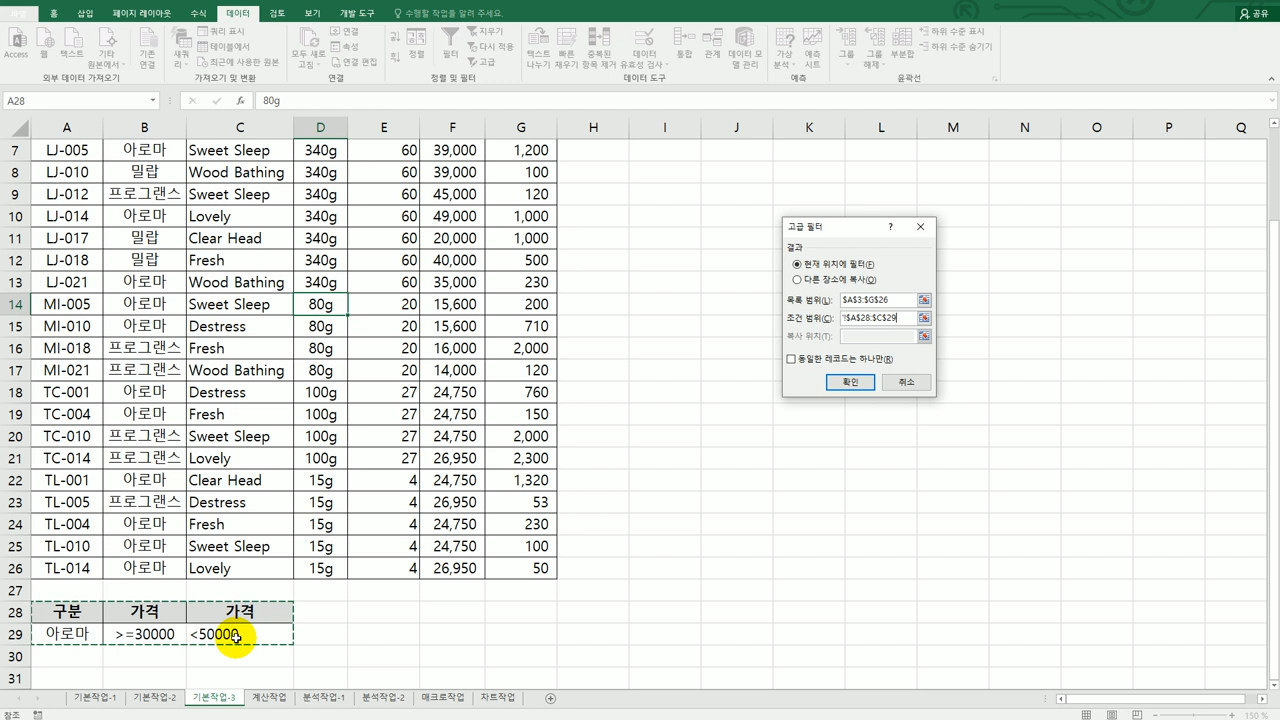 홈 삽입 페이지 레이아웃 수식 데이터 검토 보기 개발 도구 수행할 작업을 알려 주세요. 공유
Access 웹 텍스트 기타 원본에서 기존 연결 새 쿼리 쿼리 표시 테이블에서 최근에 사용한 원본 모두 새로 고침 연결 속성 연결 편집 정렬 필터 지우기 다시 적용 고급 텍스트 나누기 빠른 채우기 중복된 항목 제거 데이터 유효성 검사 통합 관계 데이터 모델 관리 가상 분석 예측 시트 그룹 그룹 해제 부분합 하위 수준 표시 하위 수준 숨기기
외부 데이터 가져오기 가져오기 및 변환 연결 정렬 및 필터 데이터 도구 예측 윤곽선
A28 fx 80g
A B C D E F G H I J K L M N O P Q
7 LJ-005 아로마 Sweet Sleep 340g 60 39,000 1,200
8 LJ-010 밀랍 Wood Bathing 340g 60 39,000 100
9 LJ-012 프로그랜스 Sweet Sleep 340g 60 45,000 120
10 LJ-014 아로마 Lovely 340g 60 49,000 1,000
11 LJ-017 밀랍 Clear Head 340g 60 20,000 1,000
12 LJ-018 밀랍 Fresh 340g 60 40,000 500
13 LJ-021 아로마 Wood Bathing 340g 60 35,000 230
14 MI-005 아로마 Sweet Sleep 80g 20 15,600 200
15 MI-010 아로마 Destress 80g 20 15,600 710
16 MI-018 프로그랜스 Fresh 80g 20 16,000 2,000
17 MI-021 프로그랜스 Wood Bathing 80g 20 14,000 120
18 TC-001 아로마 Destress 100g 27 24,750 760
19 TC-004 아로마 Fresh 100g 27 24,750 150
20 TC-010 프로그랜스 Sweet Sleep 100g 27 24,750 2,000
21 TC-014 프로그랜스 Lovely 100g 27 26,950 2,300
22 TL-001 아로마 Clear Head 15g 4 24,750 1,320
23 TL-005 프로그랜스 Destress 15g 4 26,950 53
24 TL-004 아로마 Fresh 15g 4 24,750 230
25 TL-010 아로마 Sweet Sleep 15g 4 24,750 100
26 TL-014 아로마 Lovely 15g 4 26,950 50
27
28 구분 가격 가격
29 아로마 >=30000 <50000
30
31
고급 필터 ?
결과
현재 위치에 필터(F)
다른 장소에 복사(O)
목록 범위(L): $A$3:$G$26
조건 범위(C): '!$A$28:$C$29
복사 위치(T):
동일한 레코드는 하나만(R)
확인 취소
기본작업-1 기본작업-2 기본작업-3 계산작업 분석작업-1 분석작업-2 매크로작업 차트작업
참조 150 %